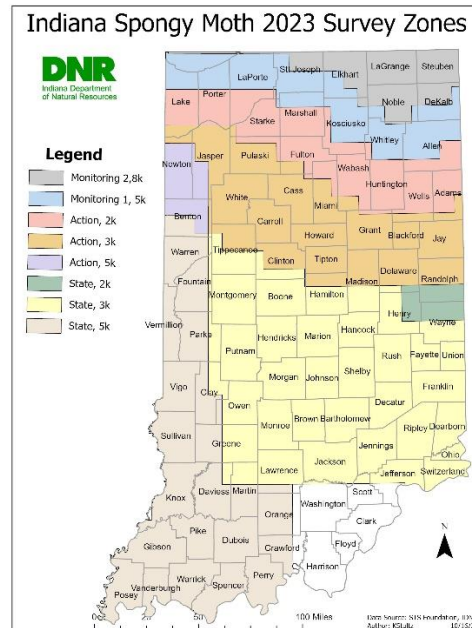 Indiana Spongy Moth 2023 Survey Zones
DNR
Indiana Department
of Natural Resources
Legend
Monitoring 2,8k
Monitoring 1, 5k
Action, 2k
Action, 3k
Action, 5k
State, 2k
State, 3k
State, 5k
LaPorte
St. Joseph
Elkhart
LaGrange
Steuben
Lake
Porter
Noble
DeKalb
Starke
Marshall
Kosciusko
Whitley
Allen
Newton
Jasper
Pulaski
Fulton
Wabash
Huntington
Wells
Adams
White
Cass
Miami
Benton
Carroll
Howard
Grant
Blackford
Jay
Warren
Tippecanoe
Clinton
Tipton
Madison
Delaware
Randolph
Fountain
Montgomery
Boone
Hamilton
Henry
Wayne
Vermillion
Parke
Putnam
Hendricks
Marion
Hancock
Rush
Fayette
Union
Vigo
Clay
Owen
Morgan
Johnson
Shelby
Franklin
Decatur
Sullivan
Greene
Monroe
Brown
Bartholomew
Ripley
Dearborn
Jennings
Ohio
Knox
Daviess
Martin
Lawrence
Jackson
Jefferson
Switzerland
Orange
Washington
Scott
Clark
Pike
Gibson
Dubois
Crawford
Floyd
Harrison
Posey
Vanderburgh
Warrick
Spencer
Perry
N
100 Miles
Data Source: STS Foundation,
Author: KStultz